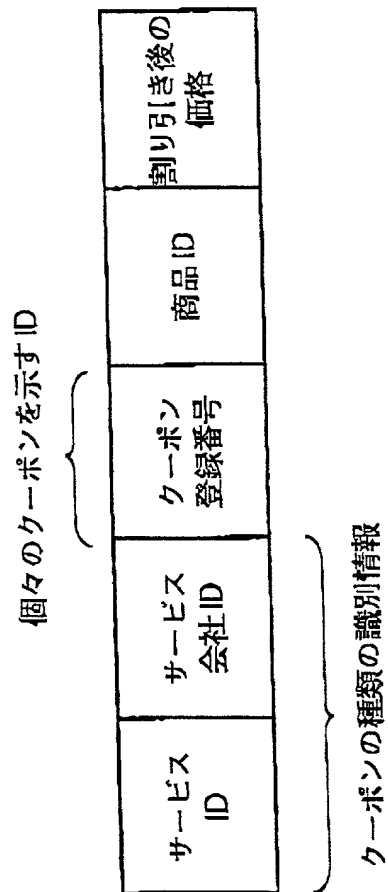 個々のクーポンを示すID
サービス
ID
サービス
会社ID
クーポン
登録番号
商品ID
割り引き後の
価格
クーポンの種類の識別情報